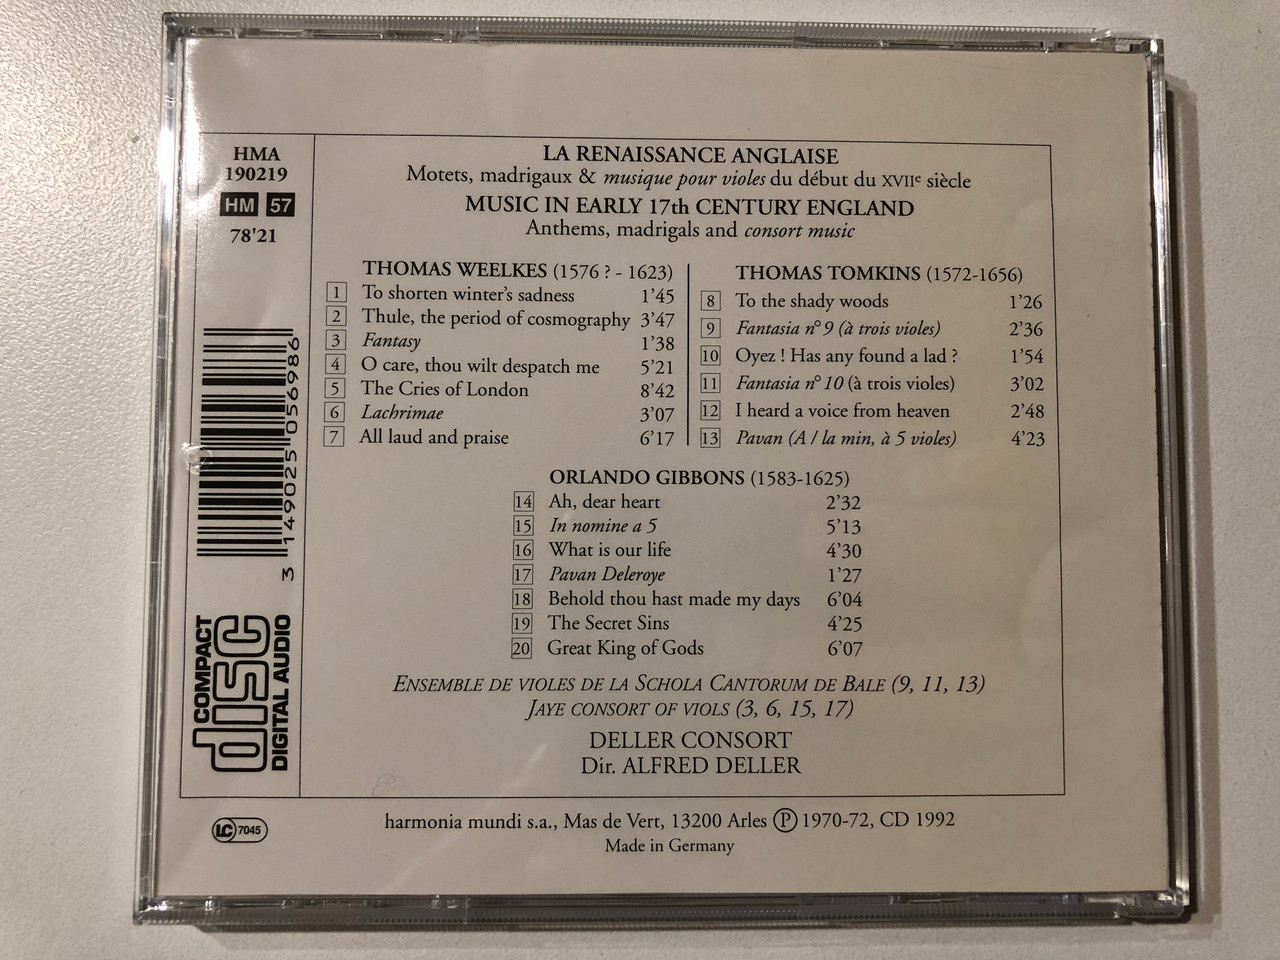 HMA
190219
HM 57
78'21
LA RENAISSANCE ANGLAISE
Motets, madrigaux & musique pour violes du début du XVIIe siècle
MUSIC IN EARLY 17th CENTURY ENGLAND
Anthems, madrigals and consort music
THOMAS WEELKES (1576 ? - 1623)
1 To shorten winter's sadness 1'45
2 Thule, the period of cosmography 3'47
3 Fantasy 1'38
4 O care, thou wilt despatch me 5'21
5 The Cries of London 8'42
6 Lachrimae 3'07
7 All laud and praise 6'17
THOMAS TOMKINS (1572-1656)
8 To the shady woods 1'26
9 Fantasia n° 9 (à trois violes) 2'36
10 Oyez ! Has any found a lad ? 1'54
11 Fantasia n° 10 (à trois violes) 3'02
12 I heard a voice from heaven 2'48
13 Pavan (A / la min, à 5 violes) 4'23
ORLANDO GIBBONS (1583-1625)
14 Ah, dear heart 2'32
15 In nomine a 5 5'13
16 What is our life 4'30
17 Pavan Deleroye 1'27
18 Behold thou hast made my days 6'04
19 The Secret Sins 4'25
20 Great King of Gods 6'07
ENSEMBLE DE VIOLES DE LA SCHOLA CANTORUM DE BALE (9, 11, 13)
JAYE CONSORT OF VIOLS (3, 6, 15, 17)
DELLER CONSORT
Dir. ALFRED DELLER
3 149025 056986
COMPACT
disc
DIGITAL AUDIO
LC 7045
harmonia mundi s.a., Mas de Vert, 13200 Arles Ⓟ 1970-72, CD 1992
Made in Germany